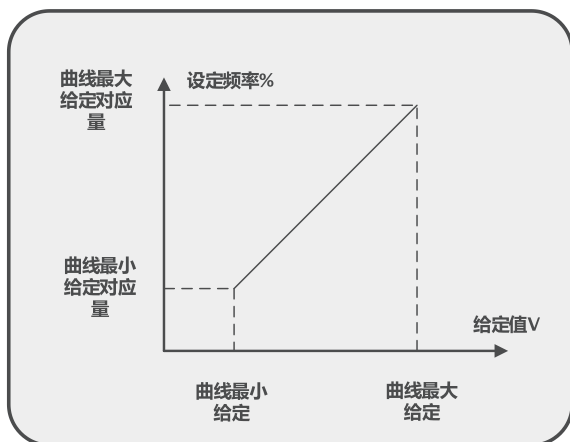 曲线最大
给定对应
量
设定频率%
曲线最小
给定对应
量
给定值V
曲线最小
给定
曲线最大
给定